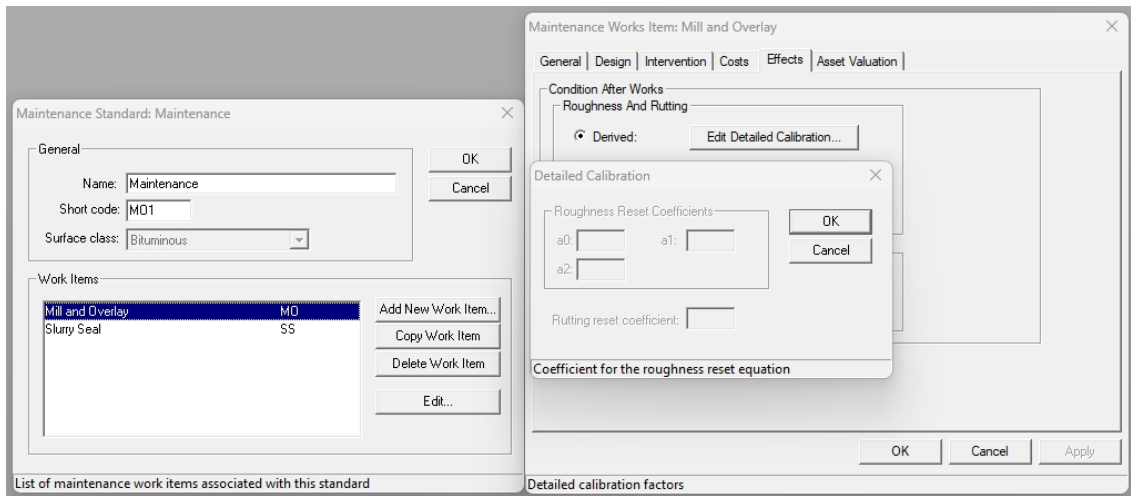 Maintenance Standard: Maintenance
General
Name: Maintenance
Short code: MO1
Surface class: Bituminous
OK
Cancel
Work Items
Mill and Overlay MO
Slurry Seal SS
Add New Work Item...
Copy Work Item
Delete Work Item
Edit...
List of maintenance work items associated with this standard
Maintenance Works Item: Mill and Overlay
General Design Intervention Costs Effects Asset Valuation
Condition After Works
Roughness And Rutting
Derived: Edit Detailed Calibration...
Detailed Calibration
Roughness Reset Coefficients
a0: a1:
a2:
OK
Cancel
Rutting reset coefficient:
Coefficient for the roughness reset equation
OK Cancel Apply
Detailed calibration factors